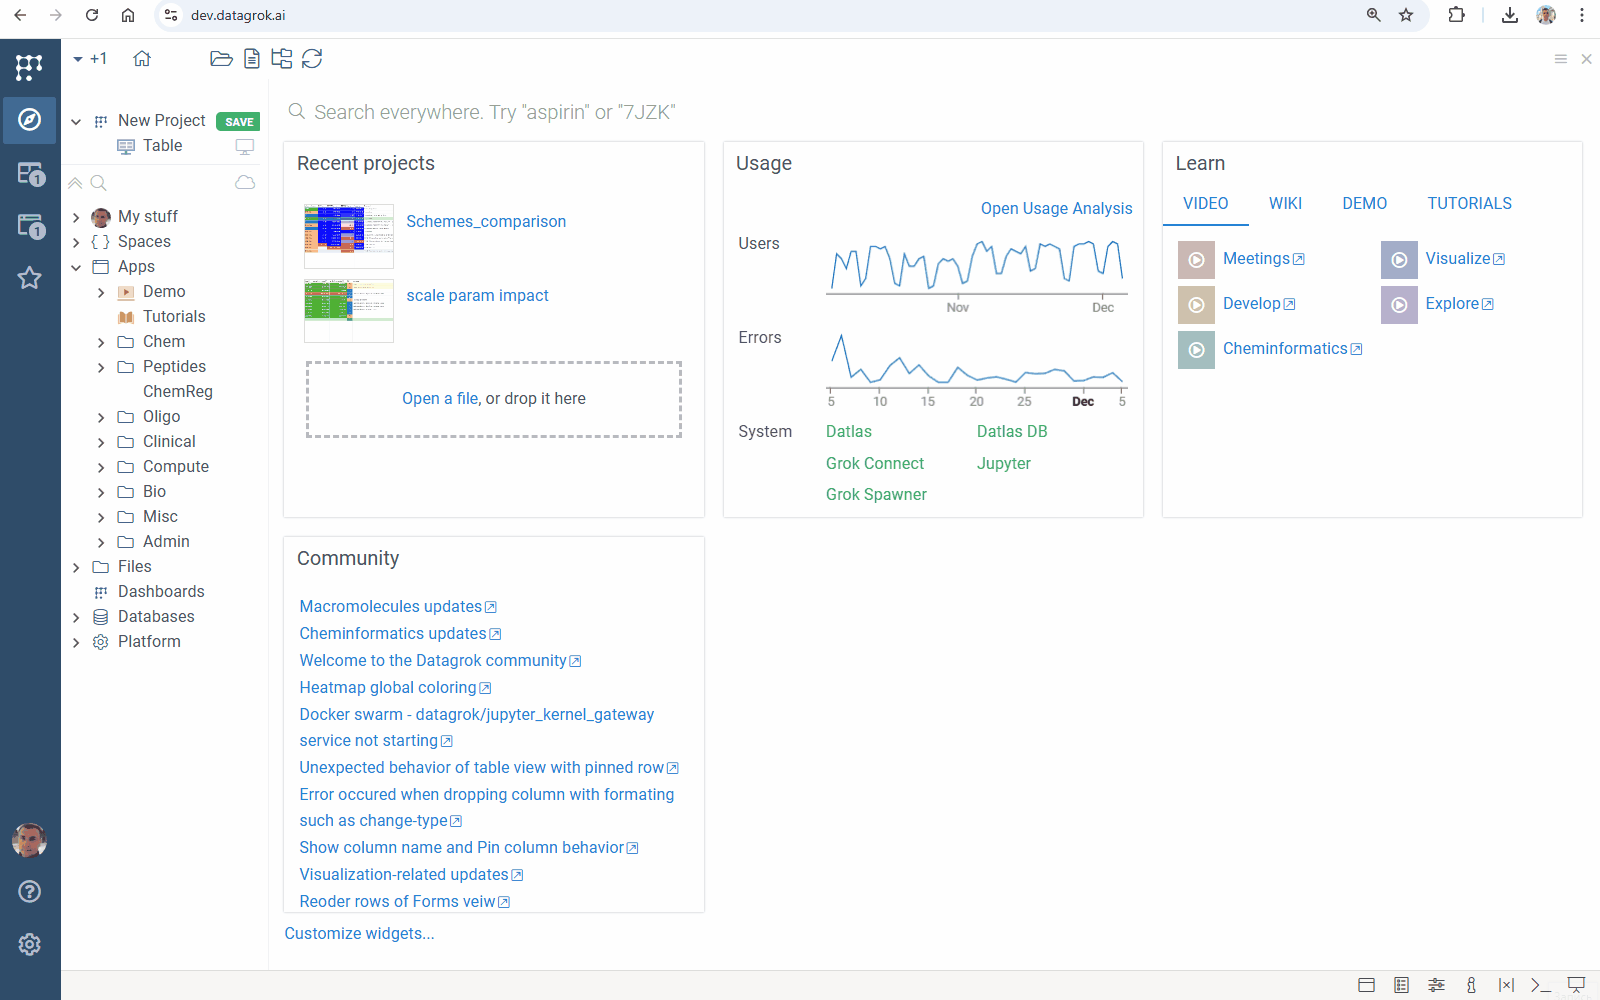 dev.datagrok.ai
+1
Search everywhere. Try "aspirin" or "7JZK"
New Project
SAVE
Table
My stuff
Spaces
Apps
Demo
Tutorials
Chem
Peptides
ChemReg
Oligo
Clinical
Compute
Bio
Misc
Admin
Files
Dashboards
Databases
Platform
1
1
Recent projects
Schemes_comparison
scale param impact
Open a file, or drop it here
Usage
Open Usage Analysis
Users
Nov Dec
Errors
5 10 15 20 25 Dec 5
System
Datlas Datlas DB
Grok Connect Jupyter
Grok Spawner
Learn
VIDEO WIKI DEMO TUTORIALS
Meetings Visualize
Develop Explore
Cheminformatics
Community
Macromolecules updates
Cheminformatics updates
Welcome to the Datagrok community
Heatmap global coloring
Docker swarm - datagrok/jupyter_kernel_gateway
service not starting
Unexpected behavior of table view with pinned row
Error occured when dropping column with formating
such as change-type
Show column name and Pin column behavior
Visualization-related updates
Reoder rows of Forms veiw
Customize widgets...